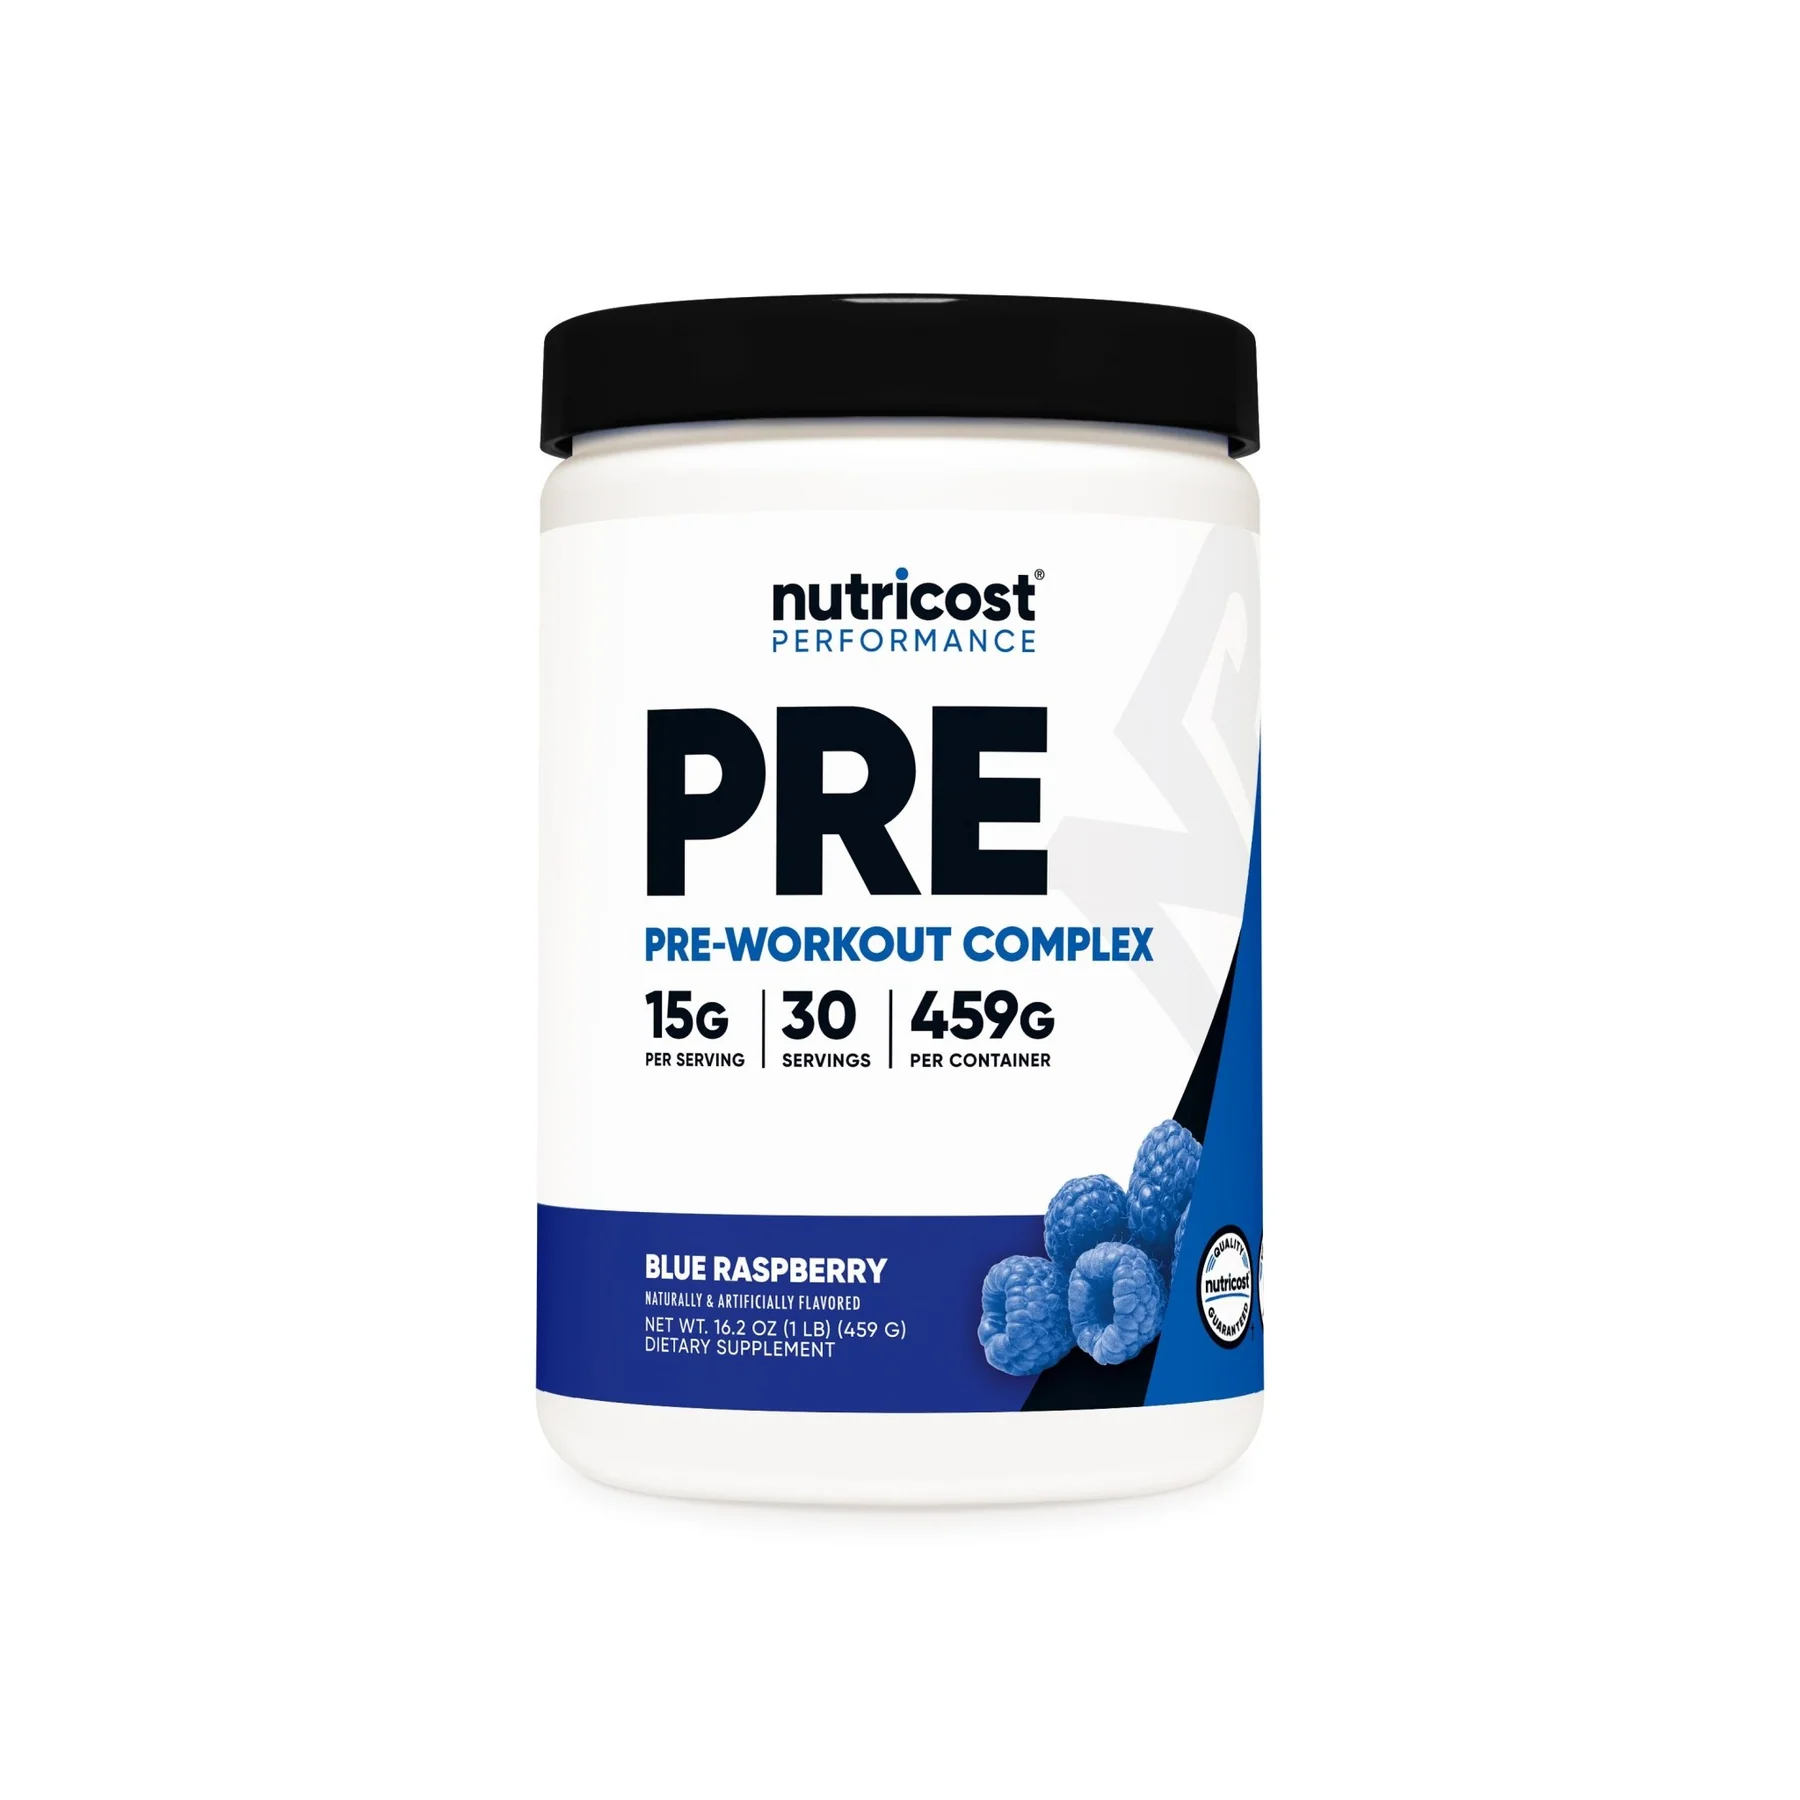 nutricost®
PERFORMANCE
PRE
PRE-WORKOUT COMPLEX
15G
PER SERVING
30
SERVINGS
459G
PER CONTAINER
BLUE RASPBERRY
NATURALLY & ARTIFICIALLY FLAVORED
NET WT. 16.2 OZ (1 LB) (459 G)
DIETARY SUPPLEMENT
QUALITY
nutricost
GUARANTEED